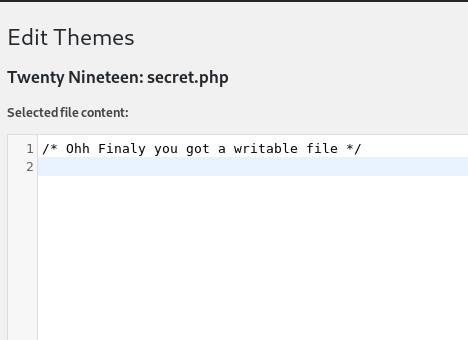 Edit Themes
Twenty Nineteen: secret.php
Selected file content:
1 /* Ohh Finaly you got a writable file */
2